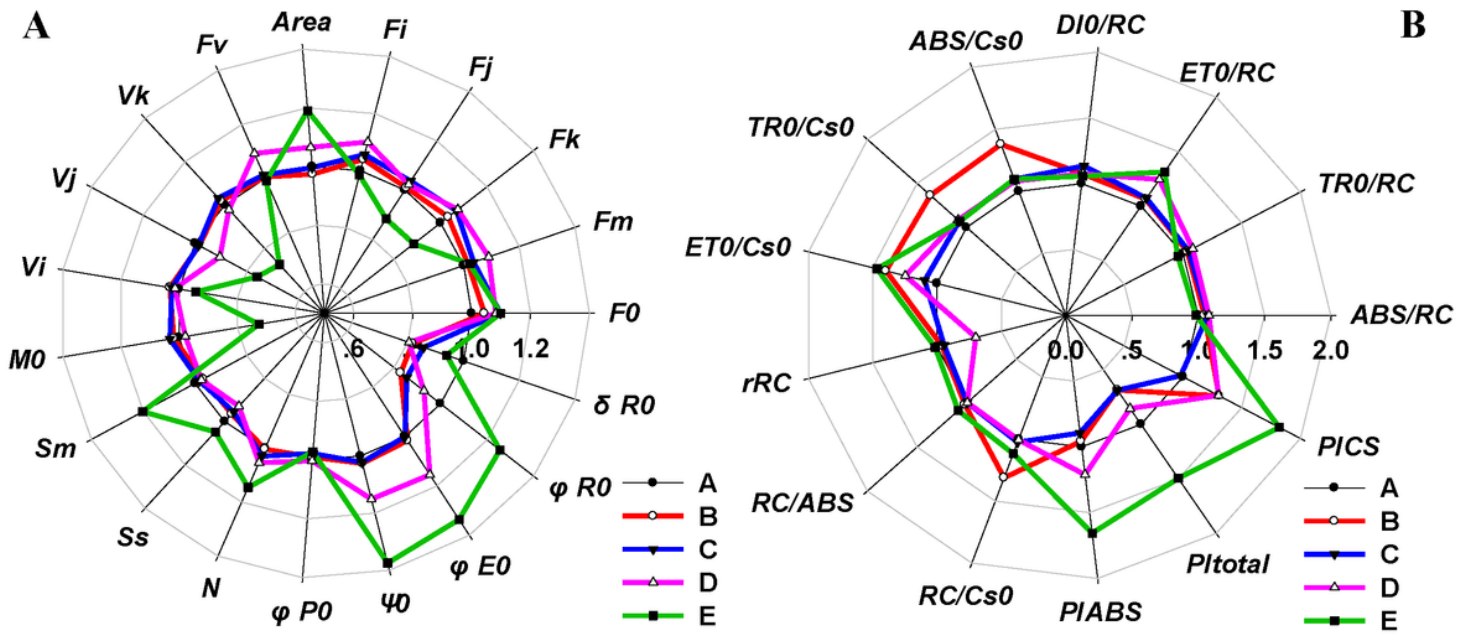 A
B
Area
Fi
Fj
Fk
Fm
F0
δ R0
φ R0
φ E0
Ψ0
φ P0
N
Ss
Sm
M0
Vi
Vj
Vk
Fv
.6
1.0
1.2
A
B
C
D
E
DI0/RC
ET0/RC
TR0/RC
ABS/RC
PICS
PItotal
PIABS
RC/Cs0
RC/ABS
rRC
ET0/Cs0
TR0/Cs0
ABS/Cs0
0.0
.5
1.0
1.5
2.0
A
B
C
D
E